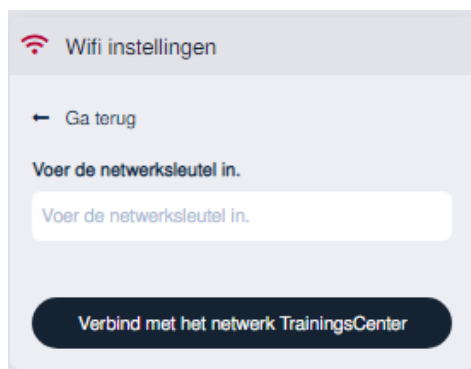 Wifi instellingen
Ga terug
Voer de netwerksleutel in.
Voer de netwerksleutel in.
Verbind met het netwerk TrainingsCenter